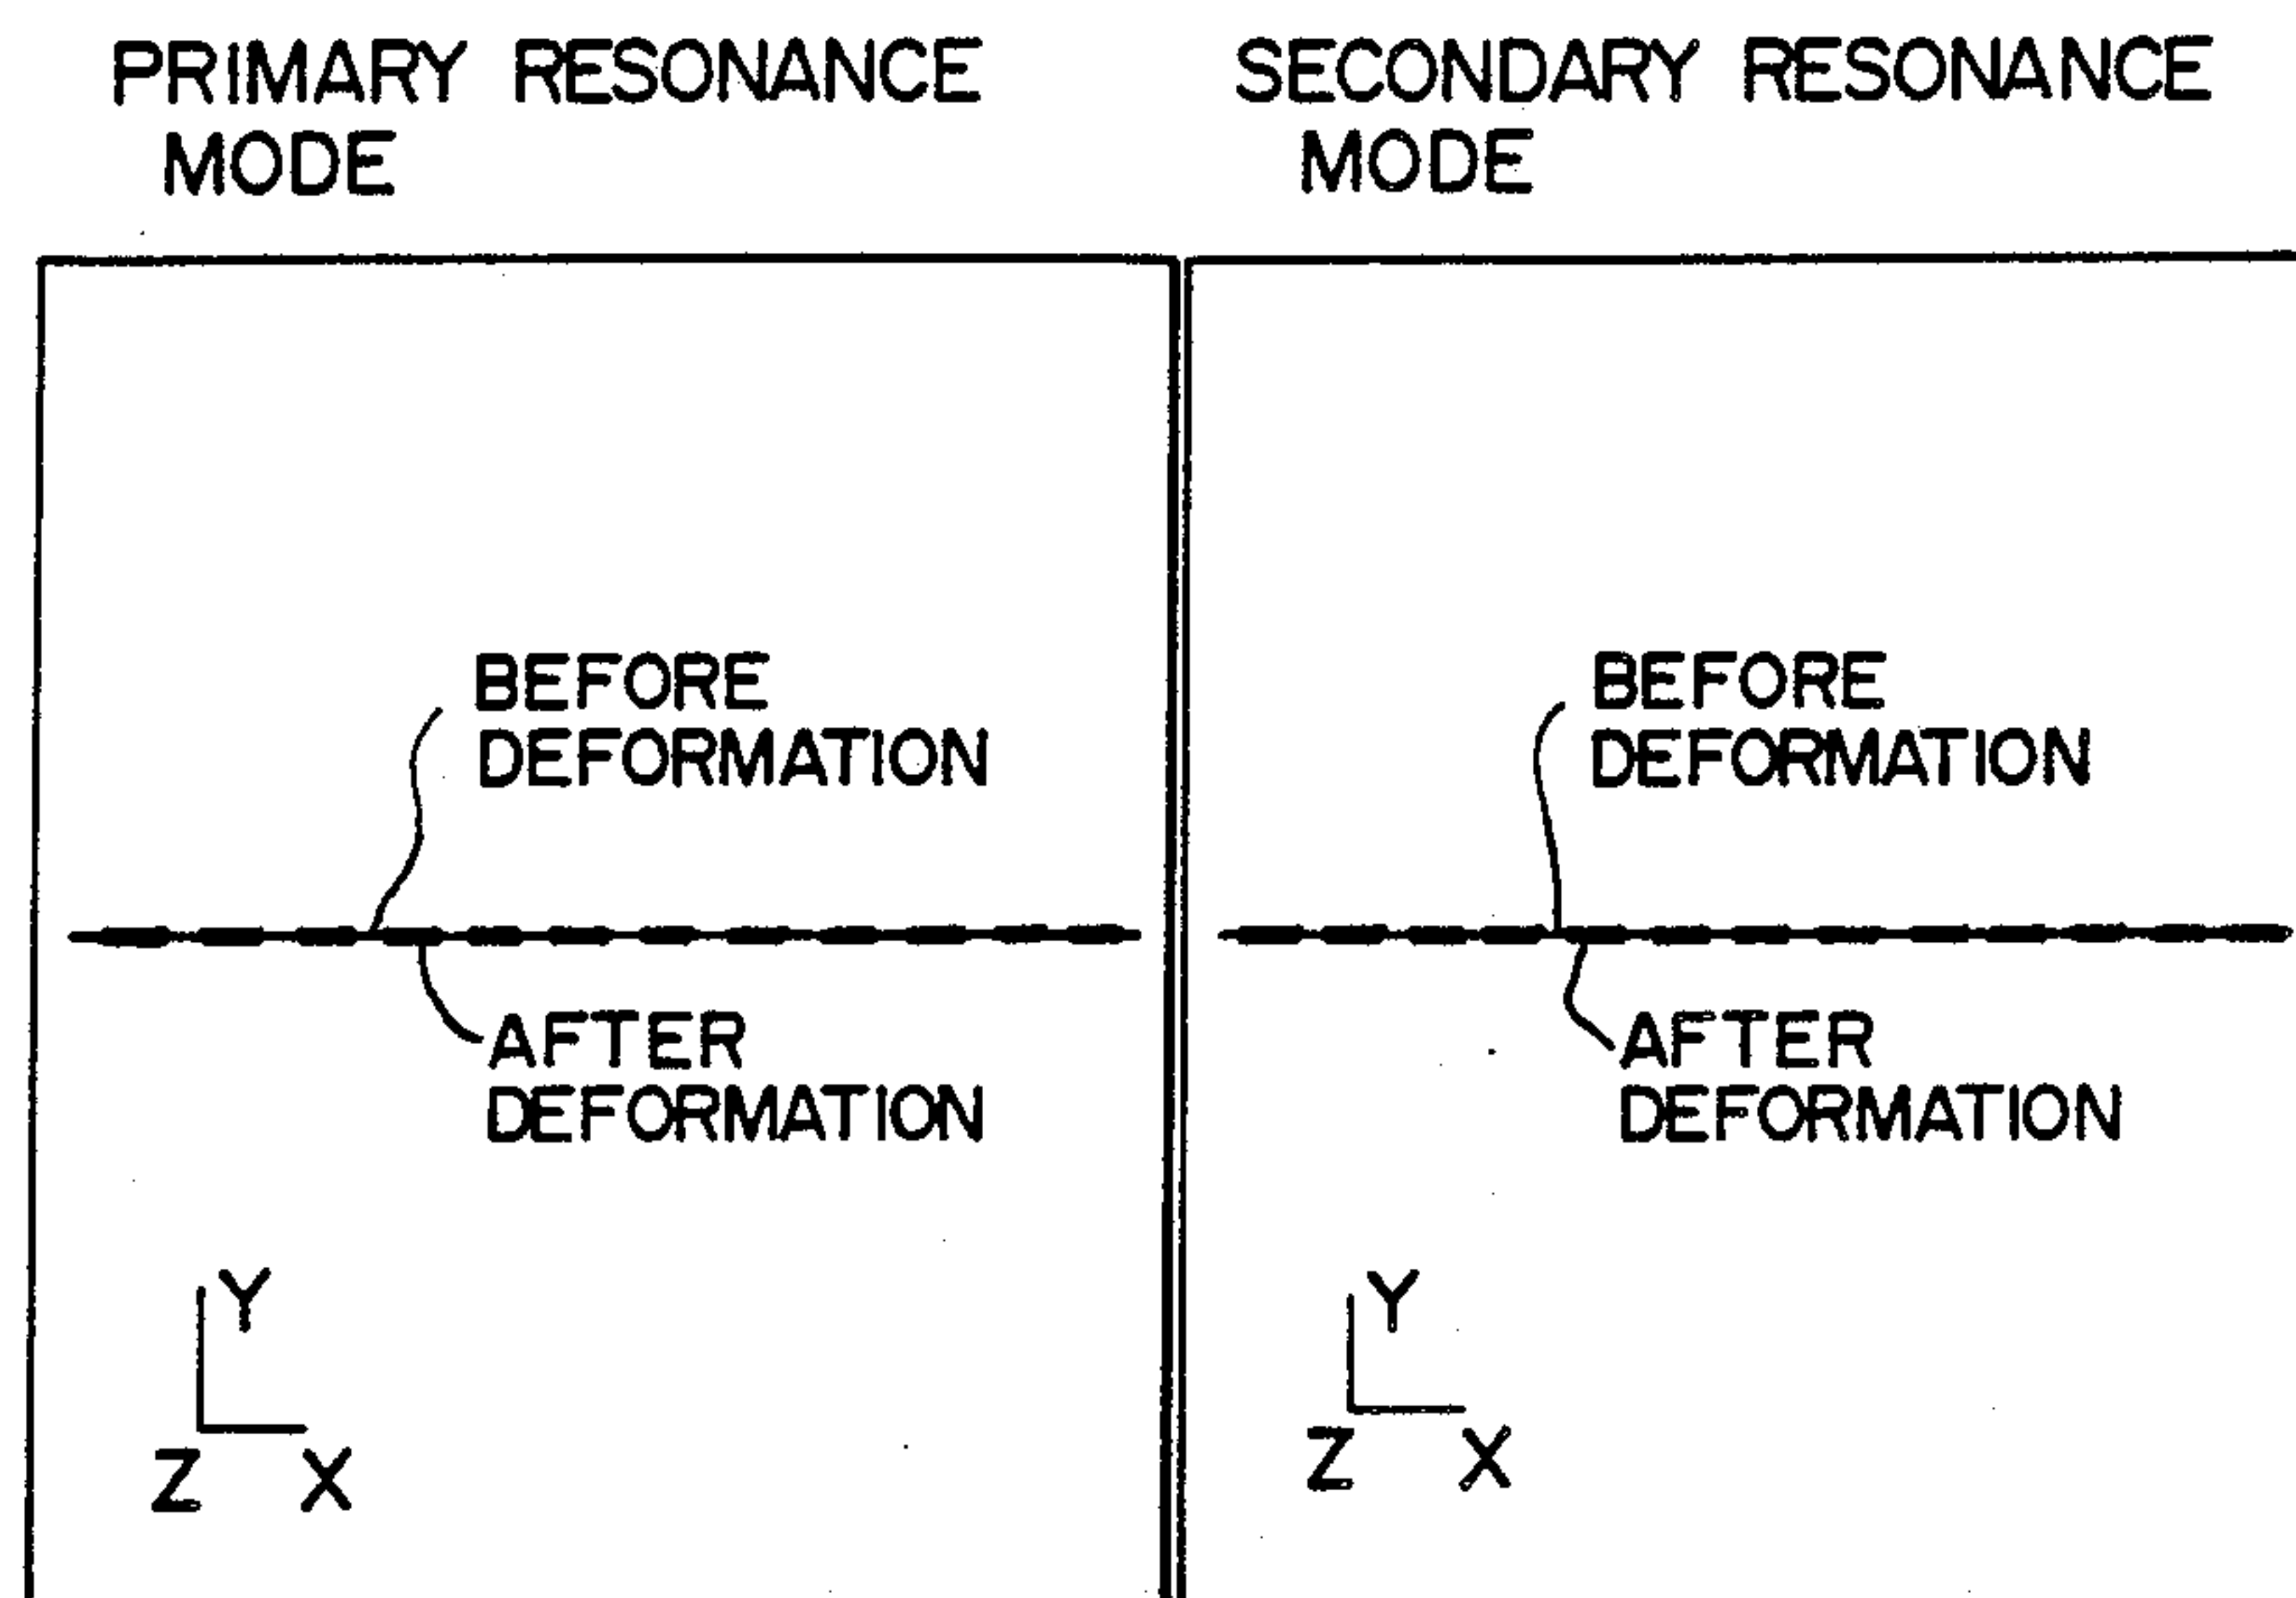 PRIMARY RESONANCE
MODE
BEFORE
DEFORMATION
AFTER
DEFORMATION
Y
Z X
SECONDARY RESONANCE
MODE
BEFORE
DEFORMATION
AFTER
DEFORMATION
Y
Z X